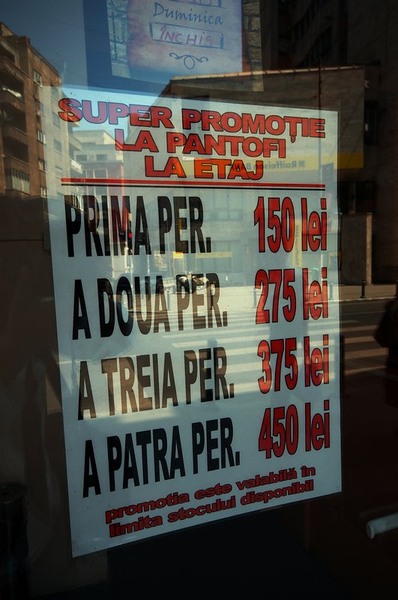 Duminica
ÎNCHIS
SUPER PROMOȚIE
LA PANTOFI
LA ETAJ
PRIMA PER. 150 lei
A DOUA PER. 275 lei
A TREIA PER. 375 lei
A PATRA PER. 450 lei
promoția este valabilă în
limita stocului disponibil